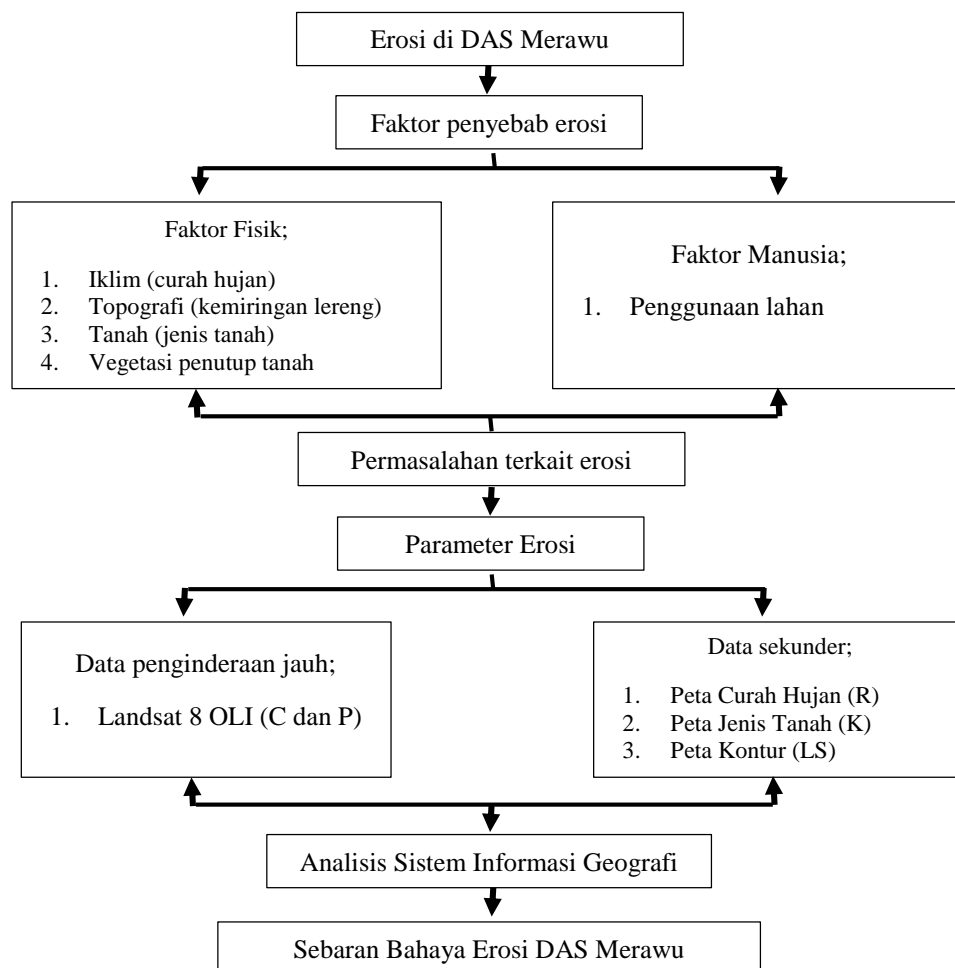 Erosi di DAS Merawu
Faktor penyebab erosi
Faktor Fisik;
1. Iklim (curah hujan)
2. Topografi (kemiringan lereng)
3. Tanah (jenis tanah)
4. Vegetasi penutup tanah
Faktor Manusia;
1. Penggunaan lahan
Permasalahan terkait erosi
Parameter Erosi
Data penginderaan jauh;
1. Landsat 8 OLI (C dan P)
Data sekunder;
1. Peta Curah Hujan (R)
2. Peta Jenis Tanah (K)
3. Peta Kontur (LS)
Analisis Sistem Informasi Geografi
Sebaran Bahaya Erosi DAS Merawu